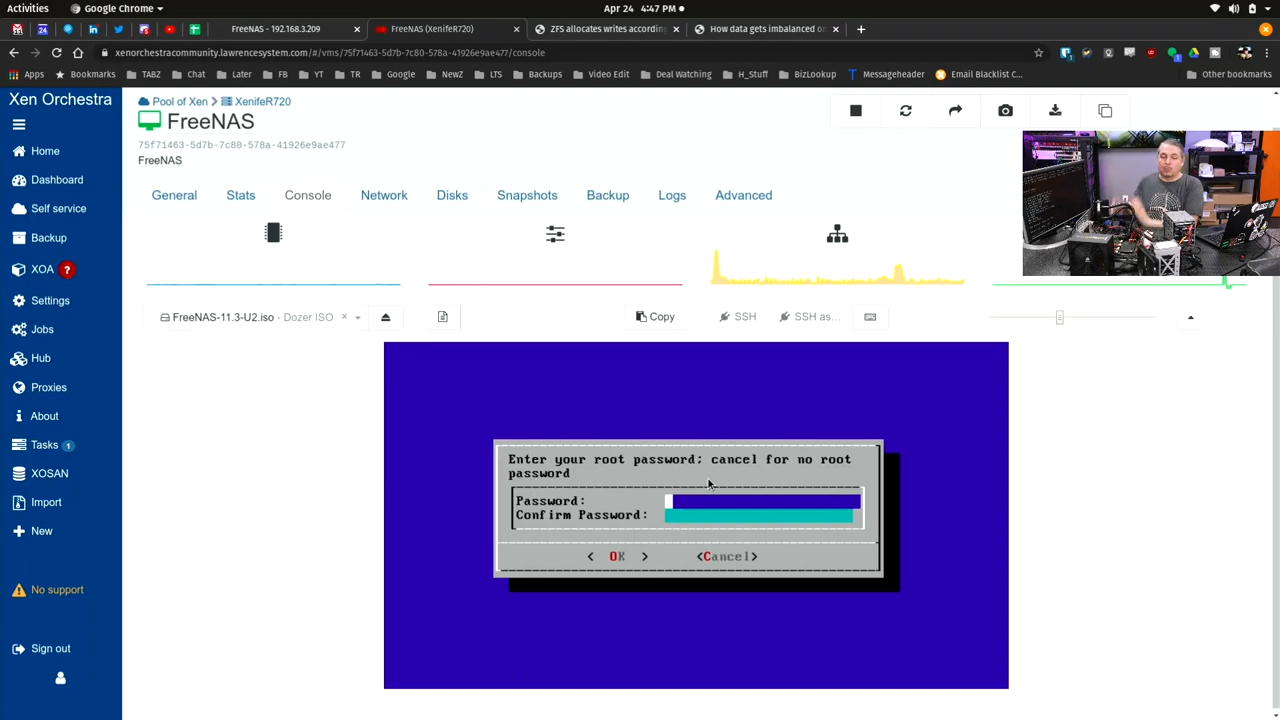 Activities
Google Chrome
Apr 24 4:47 PM
FreeNAS - 192.168.3.209
FreeNAS (XenifeR720)
ZFS allocates writes according
How data gets imbalanced on
xenorchestracommunity.lawrencesystem.com/#/vms/75f71463-5d7b-7c80-578a-41926e9ae477/console
Apps
Bookmarks
TABZ
Chat
Later
FB
YT
TR
Google
NewZ
LTS
Backups
Video Edit
Deal Watching
H_Stuff
BizLookup
Messageheader
Email Blacklist C...
Other bookmarks
Xen Orchestra
Home
Dashboard
Self service
Backup
XOA ?
Settings
Jobs
Hub
Proxies
About
Tasks 1
XOSAN
Import
New
No support
Sign out
Pool of Xen
XenifeR720
FreeNAS
75f71463-5d7b-7c80-578a-41926e9ae477
FreeNAS
General
Stats
Console
Network
Disks
Snapshots
Backup
Logs
Advanced
FreeNAS-11.3-U2.iso - Dozer ISO
Copy
SSH
SSH as...
Enter your root password; cancel for no root
password
Password:
Confirm Password:
< OK >
<Cancel>